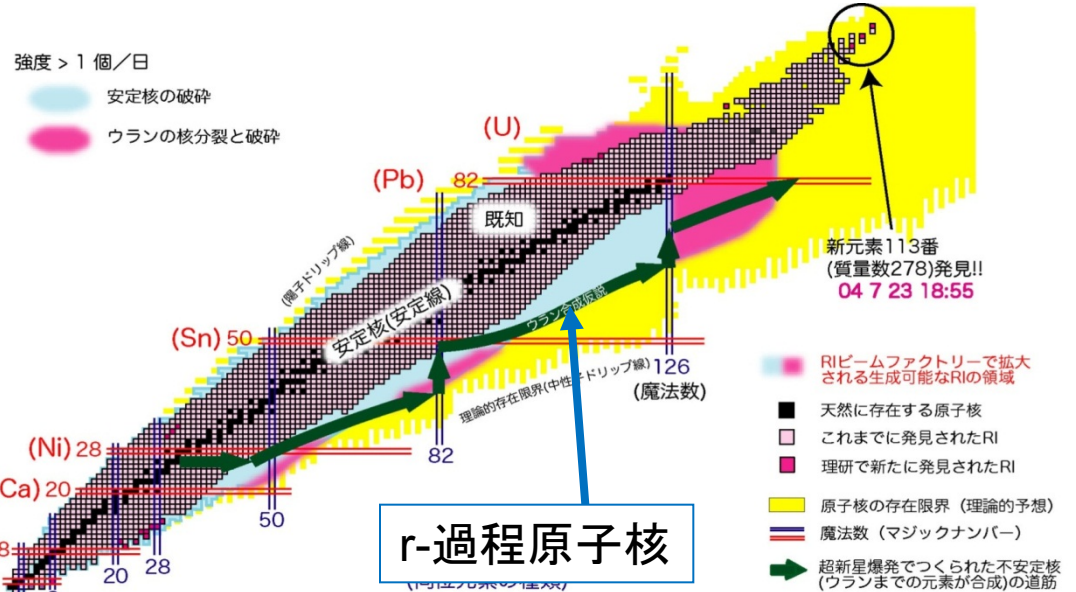 強度 > 1 個／日
安定核の破砕
ウランの核分裂と破砕
(U)
(Pb) 82
既知
(陽子ドリップ線)
新元素113番
(質量数278)発見!!
04 7 23 18:55
安定核(安定線)
ウラン合成仮説
(Sn) 50
理論的存在限界(中性子ドリップ線)
126
(魔法数)
RIビームファクトリーで拡大
される生成可能なRIの領域
天然に存在する原子核
これまでに発見されたRI
理研で新たに発見されたRI
(Ni) 28
82
Ca) 20
原子核の存在限界（理論的予想）
50
魔法数（マジックナンバー）
r-過程原子核
8
20
28
超新星爆発でつくられた不安定核
(ウランまでの元素が合成)の道筋